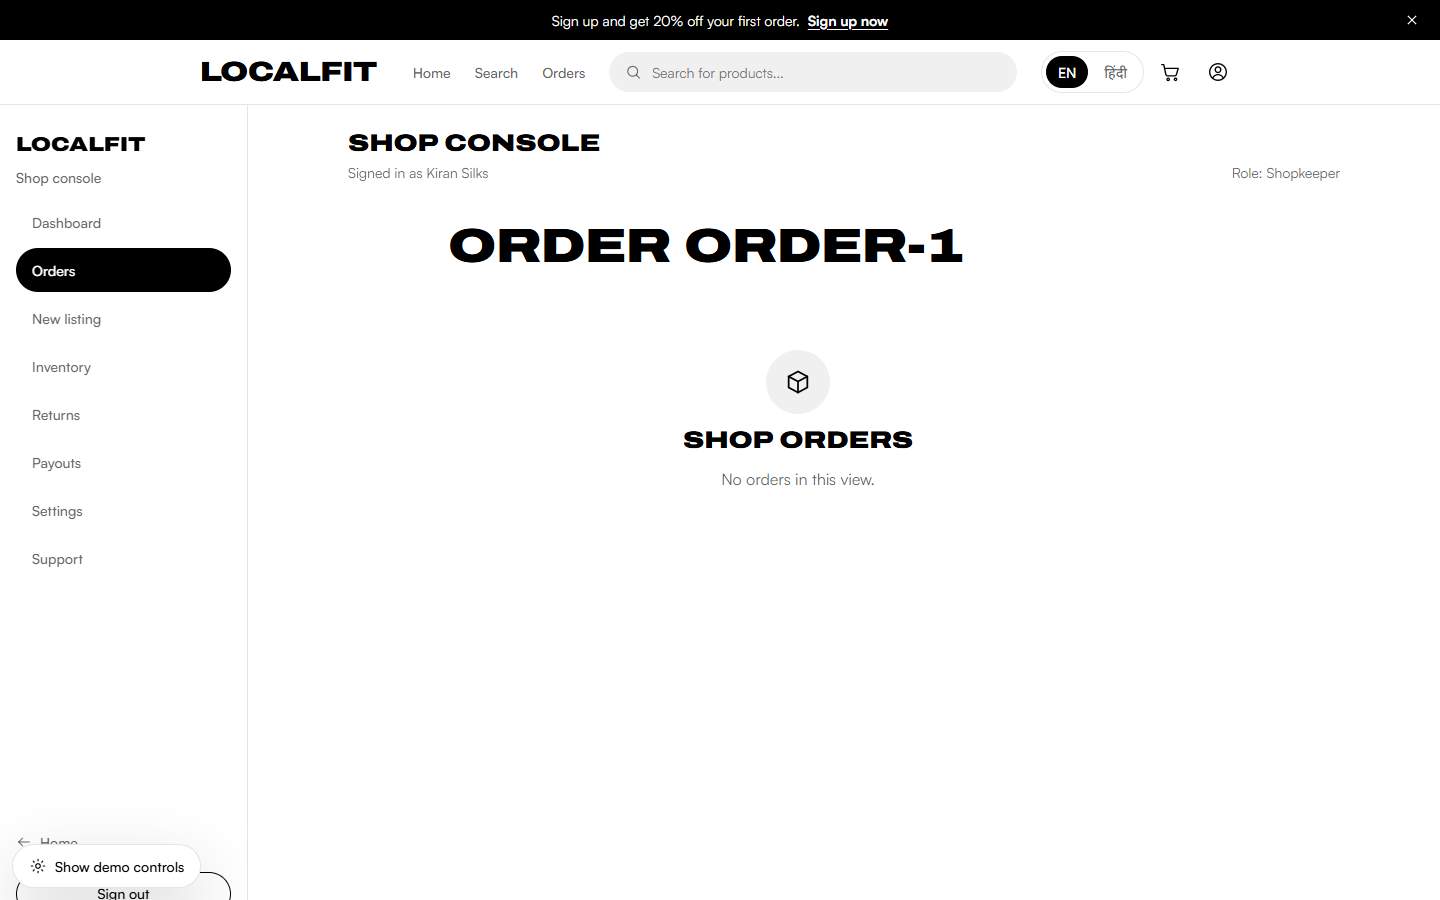 Sign up and get 20% off your first order. Sign up now
LOCALFIT
Home
Search
Orders
Search for products...
EN
हिंदी
LOCALFIT
Shop console
Dashboard
Orders
New listing
Inventory
Returns
Payouts
Settings
Support
Home
Show demo controls
Sign out
SHOP CONSOLE
Signed in as Kiran Silks
Role: Shopkeeper
ORDER ORDER-1
SHOP ORDERS
No orders in this view.